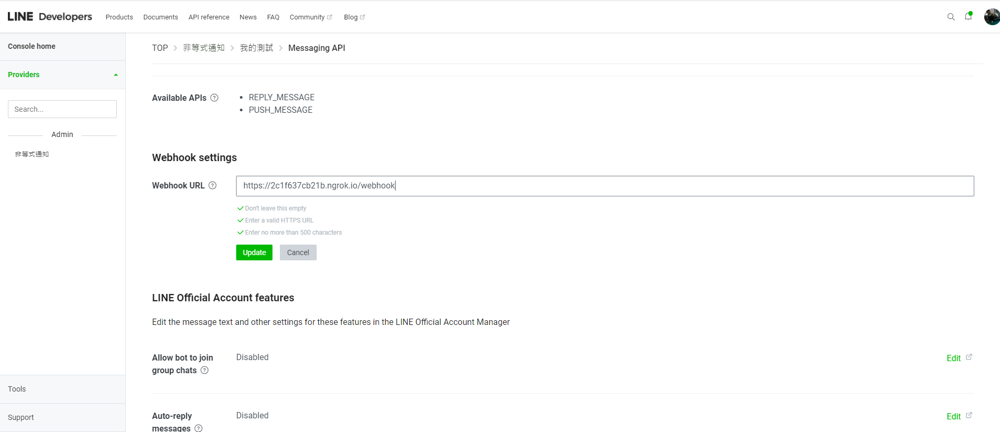 LINE Developers Products Documents API reference News FAQ Community Blog
Console home
Providers
Search...
Admin
非等式通知
Tools
Support
TOP > 非等式通知 > 我的測試 > Messaging API
Available APIs ?
• REPLY_MESSAGE
• PUSH_MESSAGE
Webhook settings
Webhook URL ? https://2c1f637cb21b.ngrok.io/webhook
Don't leave this empty
Enter a valid HTTPS URL
Enter no more than 500 characters
Update Cancel
LINE Official Account features
Edit the message text and other settings for these features in the LINE Official Account Manager
Allow bot to join
group chats ?
Disabled
Edit
Auto-reply
messages ?
Disabled
Edit